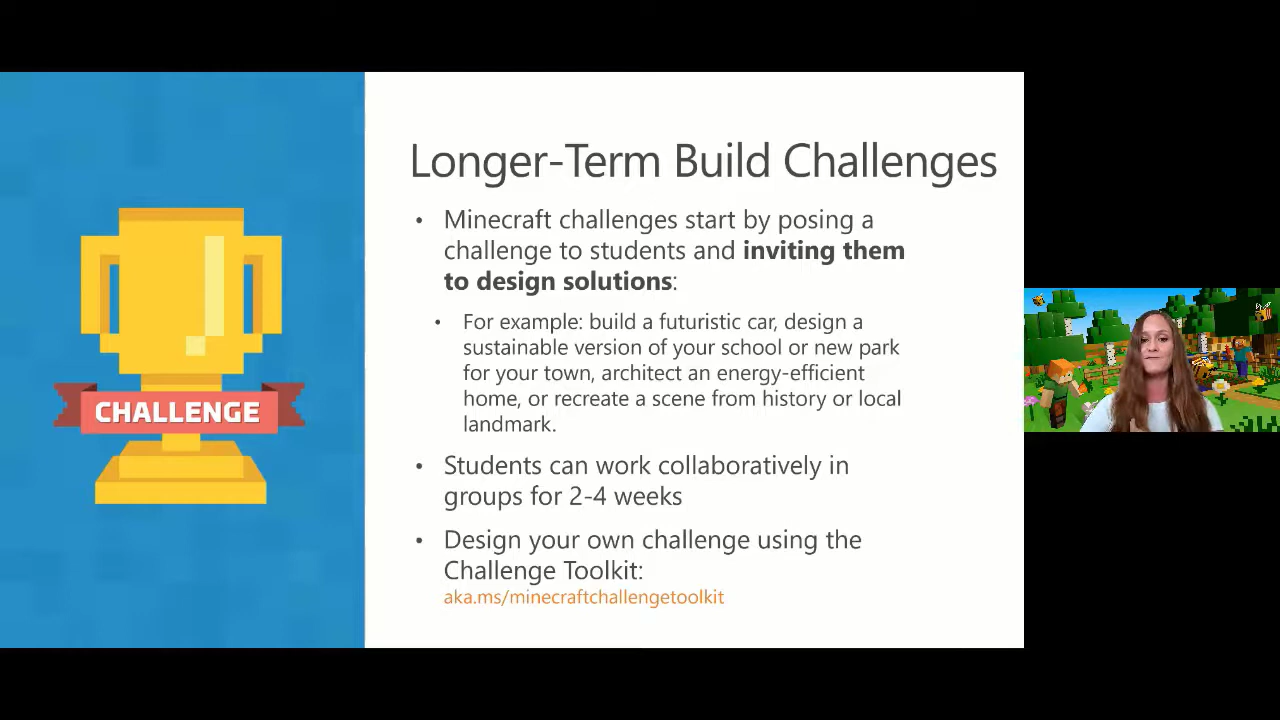 Longer-Term Build Challenges
• Minecraft challenges start by posing a
challenge to students and inviting them
to design solutions:
• For example: build a futuristic car, design a
sustainable version of your school or new park
for your town, architect an energy-efficient
home, or recreate a scene from history or local
landmark.
• Students can work collaboratively in
groups for 2-4 weeks
• Design your own challenge using the
Challenge Toolkit:
aka.ms/minecraftchallengetoolkit
CHALLENGE